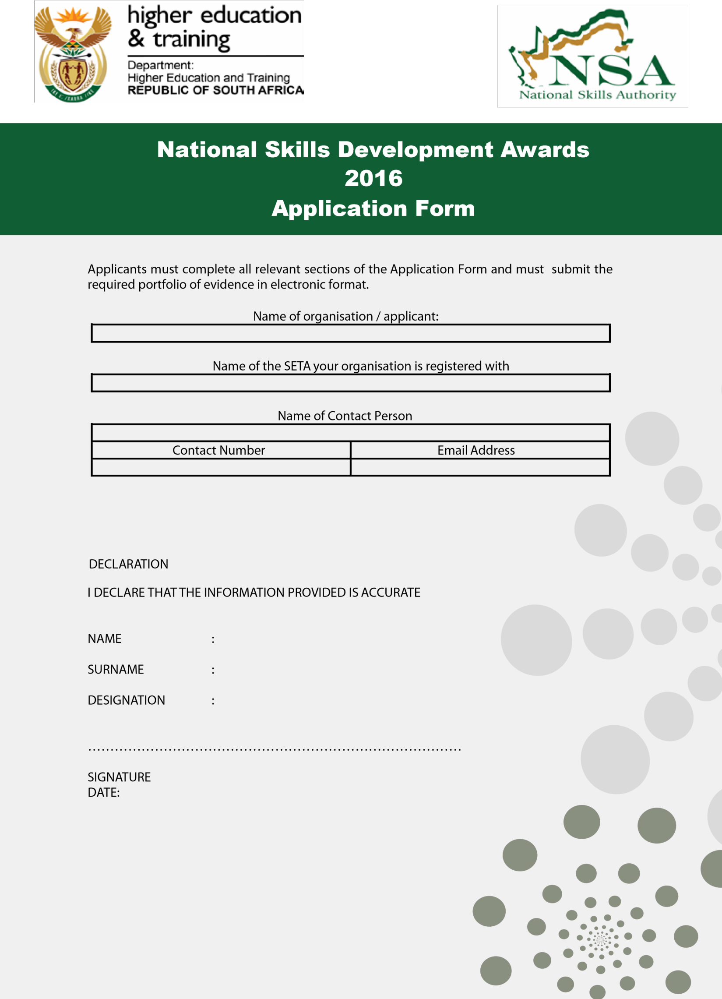 higher education
& training
Department:
Higher Education and Training
REPUBLIC OF SOUTH AFRICA
NSA
National Skills Authority
National Skills Development Awards
2016
Application Form
Applicants must complete all relevant sections of the Application Form and must submit the
required portfolio of evidence in electronic format.
Name of organisation / applicant:
Name of the SETA your organisation is registered with
Name of Contact Person
Contact Number Email Address
DECLARATION
I DECLARE THAT THE INFORMATION PROVIDED IS ACCURATE
NAME :
SURNAME :
DESIGNATION :
....................................................................................
SIGNATURE
DATE: